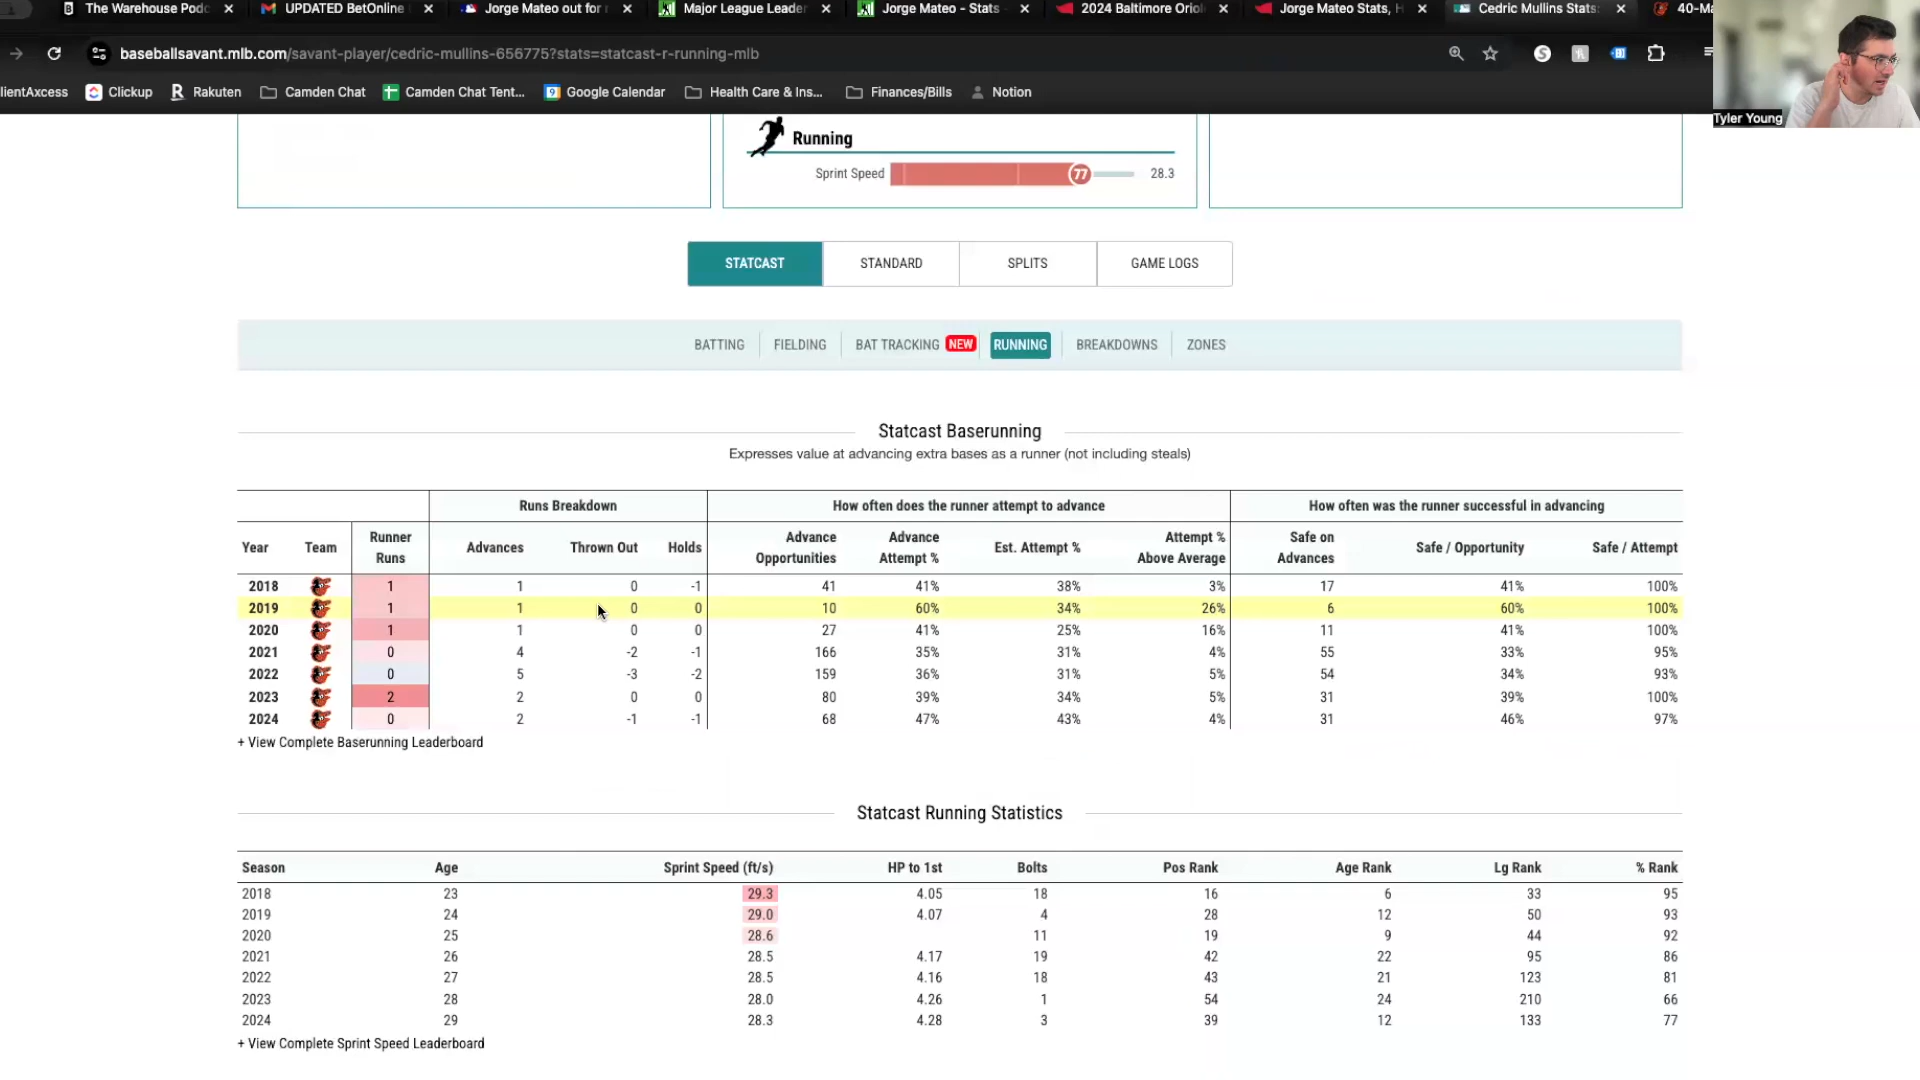 The Warehouse Podc
UPDATED BetOnline
Jorge Mateo out for
Major League Leader
Jorge Mateo - Stats
2024 Baltimore Oriol
Jorge Mateo Stats, H
Cedric Mullins Stats
40-Ma
baseballsavant.mlb.com/savant-player/cedric-mullins-656775?stats=statcast-r-running-mlb
lientAxcess
Clickup
Rakuten
Camden Chat
Camden Chat Tent...
Google Calendar
Health Care & Ins...
Finances/Bills
Notion
Tyler Young
Running
Sprint Speed 77 28.3
STATCAST STANDARD SPLITS GAME LOGS
BATTING FIELDING BAT TRACKING NEW RUNNING BREAKDOWNS ZONES
Statcast Baserunning
Expresses value at advancing extra bases as a runner (not including steals)
Runs Breakdown How often does the runner attempt to advance How often was the runner successful in advancing
Year Team Runner Runs Advances Thrown Out Holds Advance Opportunities Advance Attempt % Est. Attempt % Attempt % Above Average Safe on Advances Safe / Opportunity Safe / Attempt
2018 1 1 0 -1 41 41% 38% 3% 17 41% 100%
2019 1 1 0 0 10 60% 34% 26% 6 60% 100%
2020 1 1 0 0 27 41% 25% 16% 11 41% 100%
2021 0 4 -2 -1 166 35% 31% 4% 55 33% 95%
2022 0 5 -3 -2 159 36% 31% 5% 54 34% 93%
2023 2 2 0 0 80 39% 34% 5% 31 39% 100%
2024 0 2 -1 -1 68 47% 43% 4% 31 46% 97%
+ View Complete Baserunning Leaderboard
Statcast Running Statistics
Season Age Sprint Speed (ft/s) HP to 1st Bolts Pos Rank Age Rank Lg Rank % Rank
2018 23 29.3 4.05 18 16 6 33 95
2019 24 29.0 4.07 4 28 12 50 93
2020 25 28.6 11 19 9 44 92
2021 26 28.5 4.17 19 42 22 95 86
2022 27 28.5 4.16 18 43 21 123 81
2023 28 28.0 4.26 1 54 24 210 66
2024 29 28.3 4.28 3 39 12 133 77
+ View Complete Sprint Speed Leaderboard